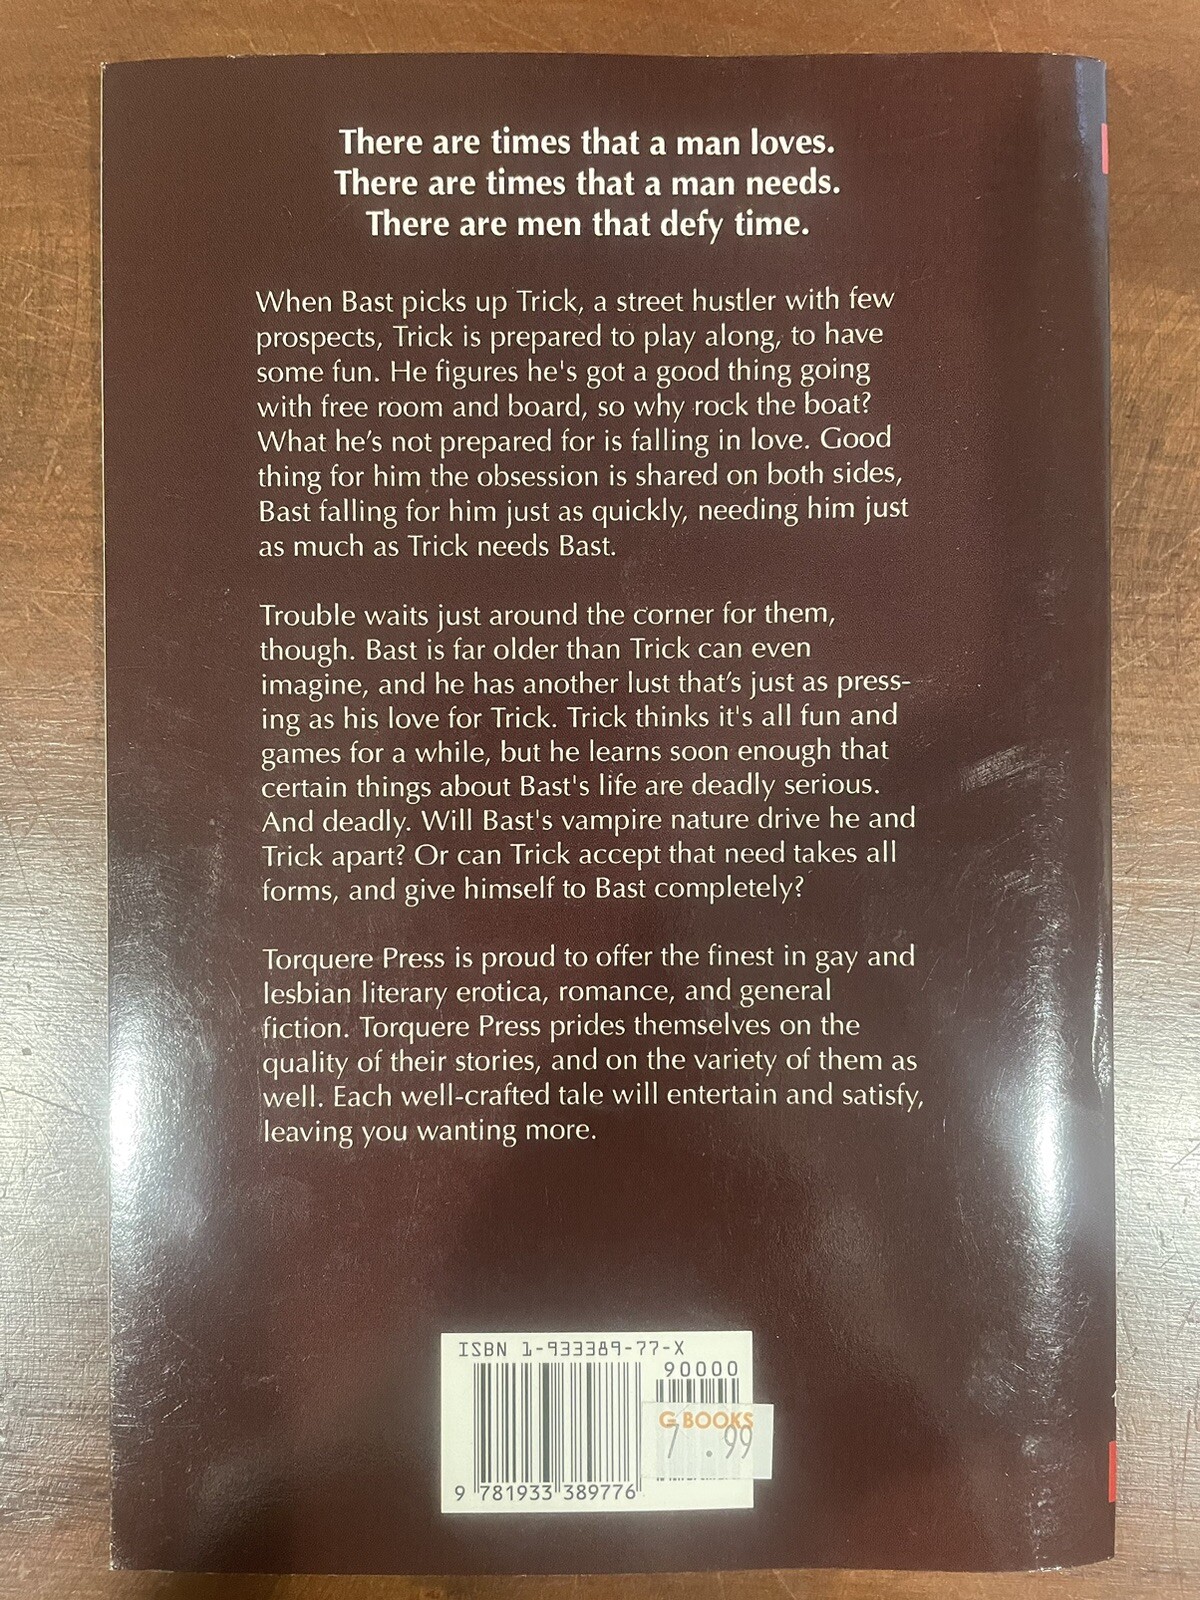 There are times that a man loves.
There are times that a man needs.
There are men that defy time.
When Bast picks up Trick, a street hustler with few
prospects, Trick is prepared to play along, to have
some fun. He figures he's got a good thing going
with free room and board, so why rock the boat?
What he's not prepared for is falling in love. Good
thing for him the obsession is shared on both sides,
Bast falling for him just as quickly, needing him just
as much as Trick needs Bast.
Trouble waits just around the corner for them,
though. Bast is far older than Trick can even
imagine, and he has another lust that's just as press-
ing as his love for Trick. Trick thinks it's all fun and
games for a while, but he learns soon enough that
certain things about Bast's life are deadly serious.
And deadly. Will Bast's vampire nature drive he and
Trick apart? Or can Trick accept that need takes all
forms, and give himself to Bast completely?
Torquere Press is proud to offer the finest in gay and
lesbian literary erotica, romance, and general
fiction. Torquere Press prides themselves on the
quality of their stories, and on the variety of them as
well. Each well-crafted tale will entertain and satisfy,
leaving you wanting more.
ISBN 1-933389-77-X
90000
G BOOKS
7.99
9 781933 389776